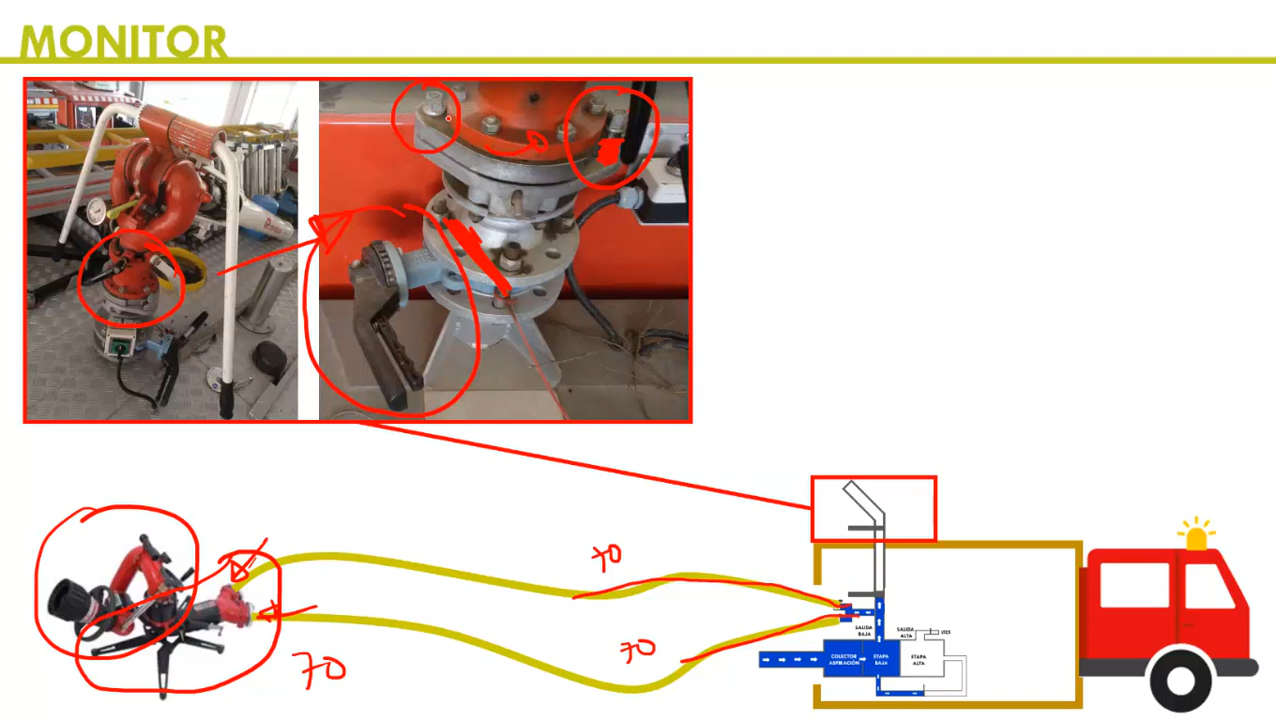 MONITOR
70
70
70
SALIDA
BAJA
SALIDA
ALTA
COLECTOR
ASPIRACIÓN
ETAPA
BAJA
ETAPA
ALTA